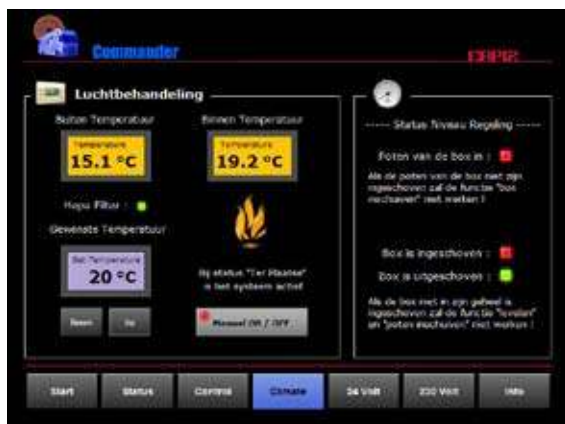 Commander
Luchtbehandeling
Buiten Temperatuur
Binnen Temperatuur
Temperature
15.1 °C
Temperature
19.2 °C
Hepa Filter :
Gewenste Temperatuur
Set Temperature
20 °C
Bij status "Ter Plaatse"
is het systeem actief
Down
Up
Manual ON / OFF
Status Niveau Regeling
Poten van de box in :
Als de poten van de box niet zijn
ingeschoven zal de functie "box
inschuiven" niet werken !
Box is ingeschoven :
Box is uitgeschoven :
Als de box niet in zijn geheel is
ingeschoven zal de functie "levelen"
en "poten inschuiven" niet werken !
Start
Status
Control
Climate
24 Volt
230 Volt
Info